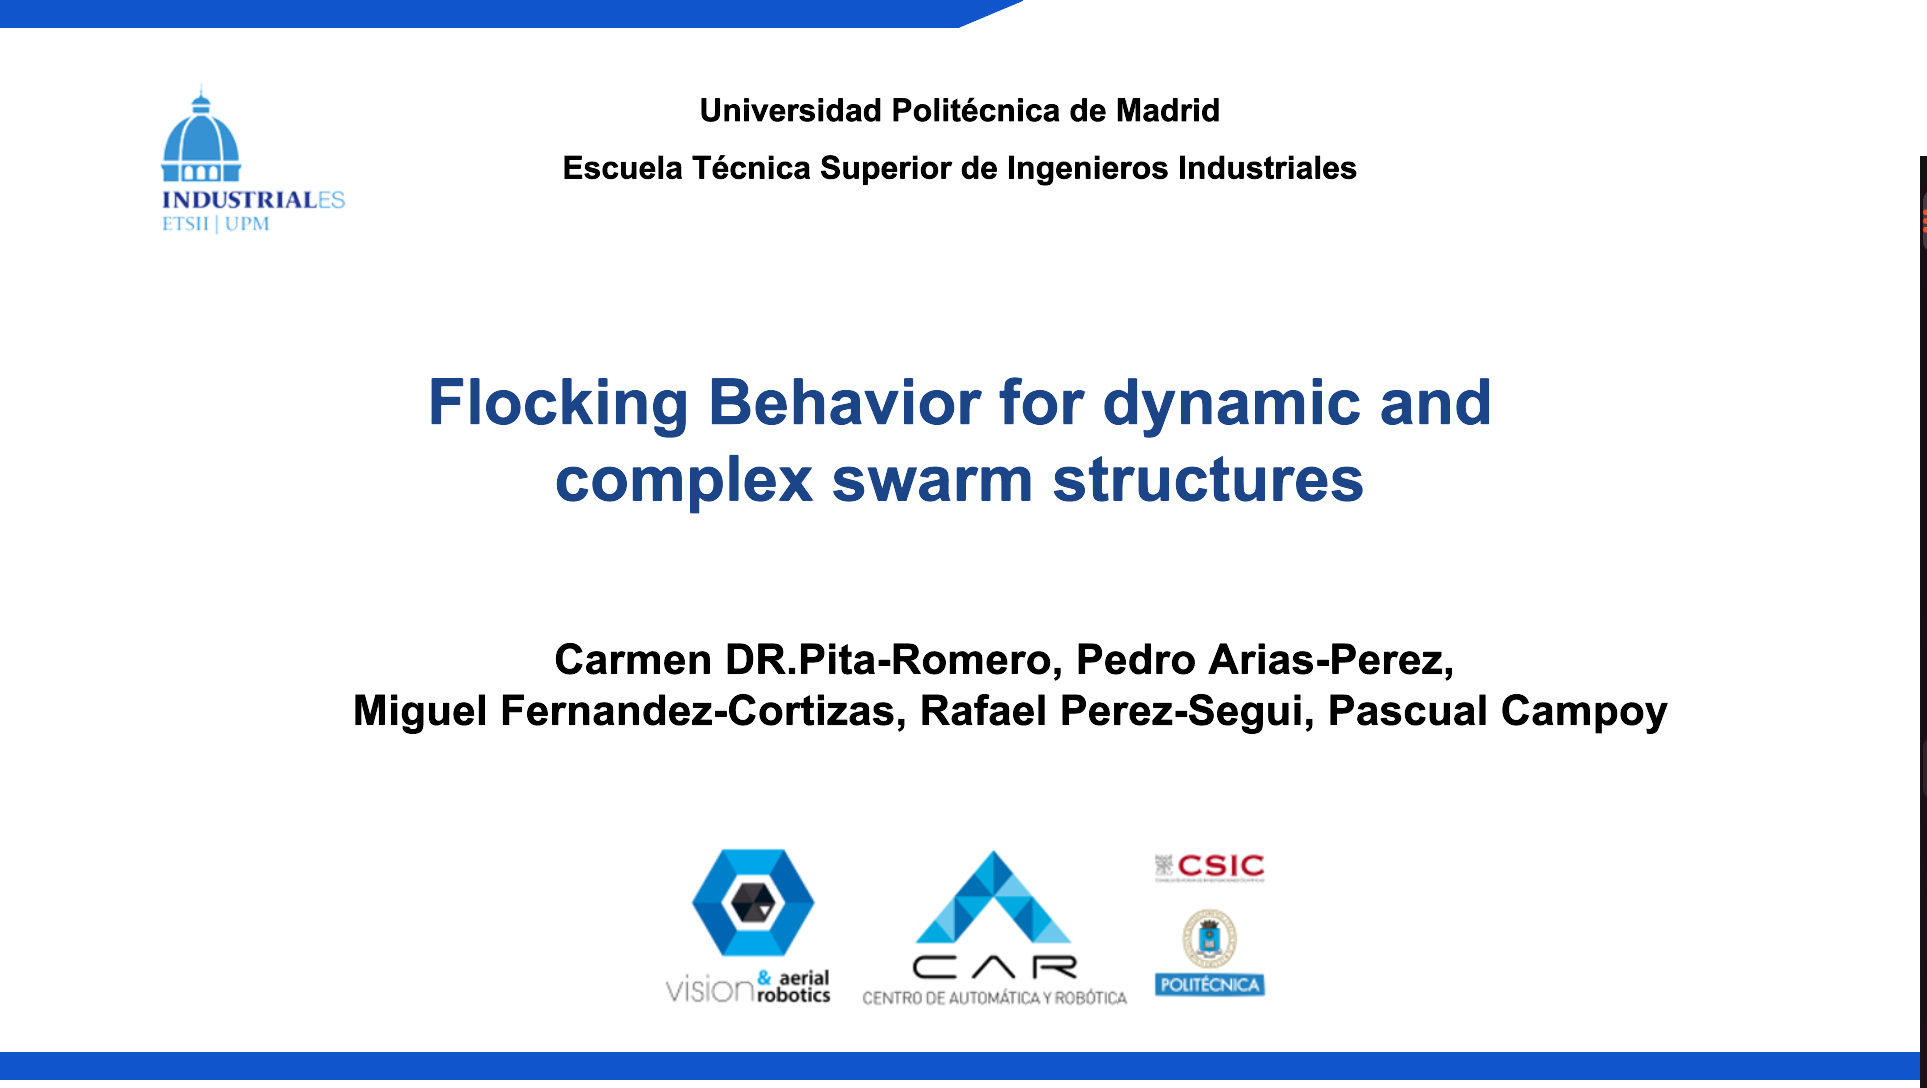 Universidad Politécnica de Madrid
Escuela Técnica Superior de Ingenieros Industriales
INDUSTRIALES
ETSII | UPM
Flocking Behavior for dynamic and
complex swarm structures
Carmen DR.Pita-Romero, Pedro Arias-Perez,
Miguel Fernandez-Cortizas, Rafael Perez-Segui, Pascual Campoy
vision & aerial robotics
CAR
CENTRO DE AUTOMÁTICA Y ROBÓTICA
CSIC
POLITÉCNICA